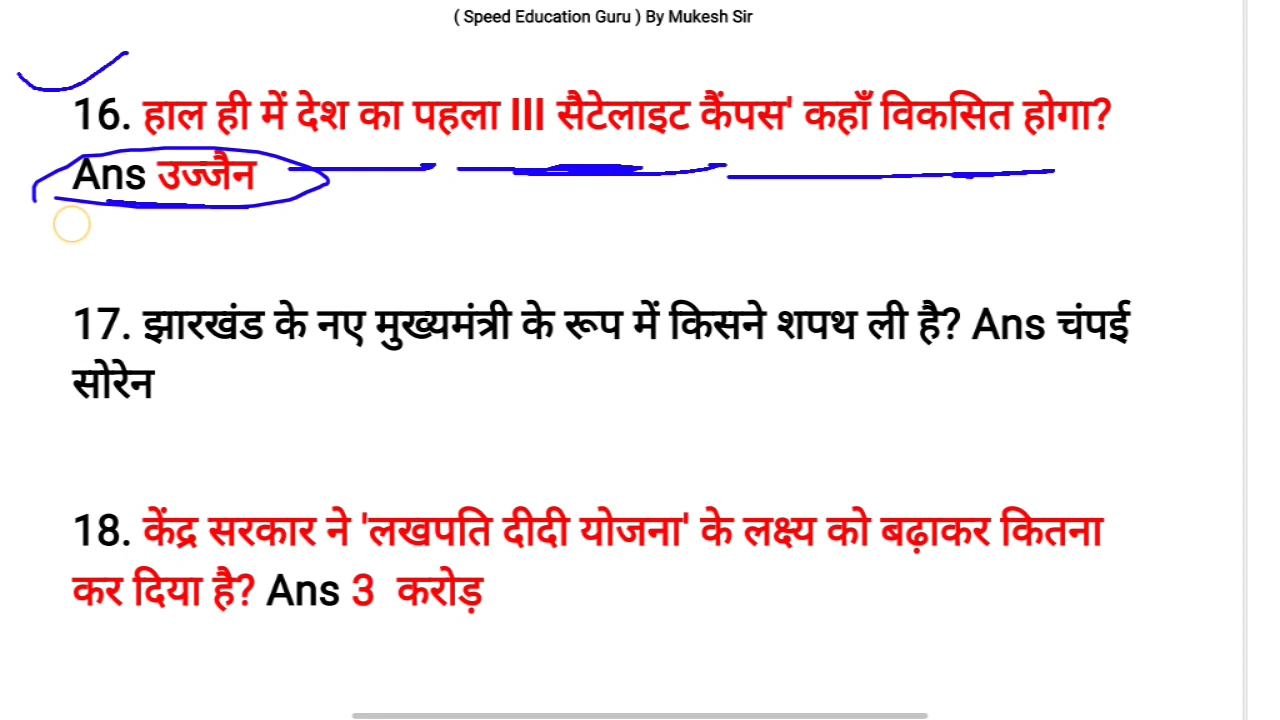 ( Speed Education Guru ) By Mukesh Sir
16. हाल ही में देश का पहला III सैटेलाइट कैंपस' कहाँ विकसित होगा?
Ans उज्जैन
17. झारखंड के नए मुख्यमंत्री के रूप में किसने शपथ ली है? Ans चंपई
सोरेन
18. केंद्र सरकार ने 'लखपति दीदी योजना' के लक्ष्य को बढ़ाकर कितना
कर दिया है? Ans 3 करोड़